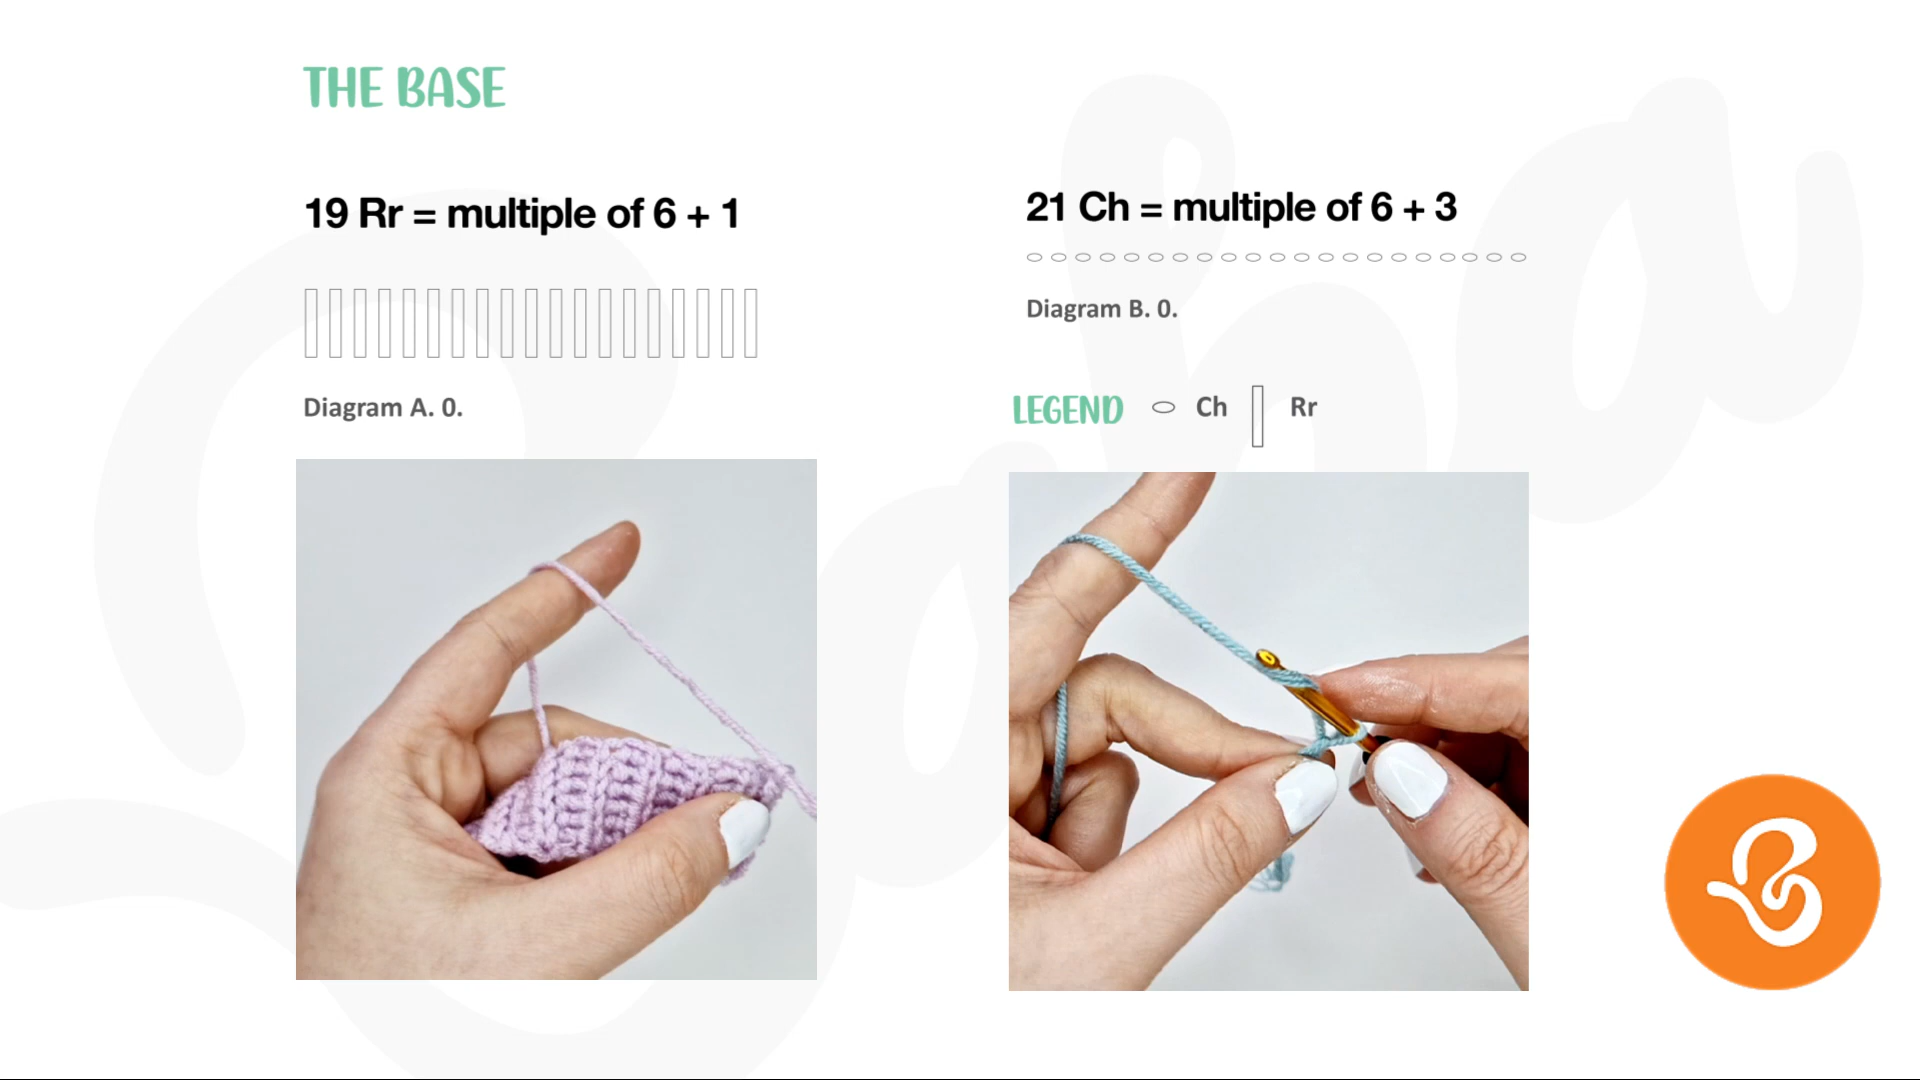 THE BASE
19 Rr = multiple of 6 + 1
Diagram A. 0.
21 Ch = multiple of 6 + 3
Diagram B. 0.
LEGEND Ch Rr